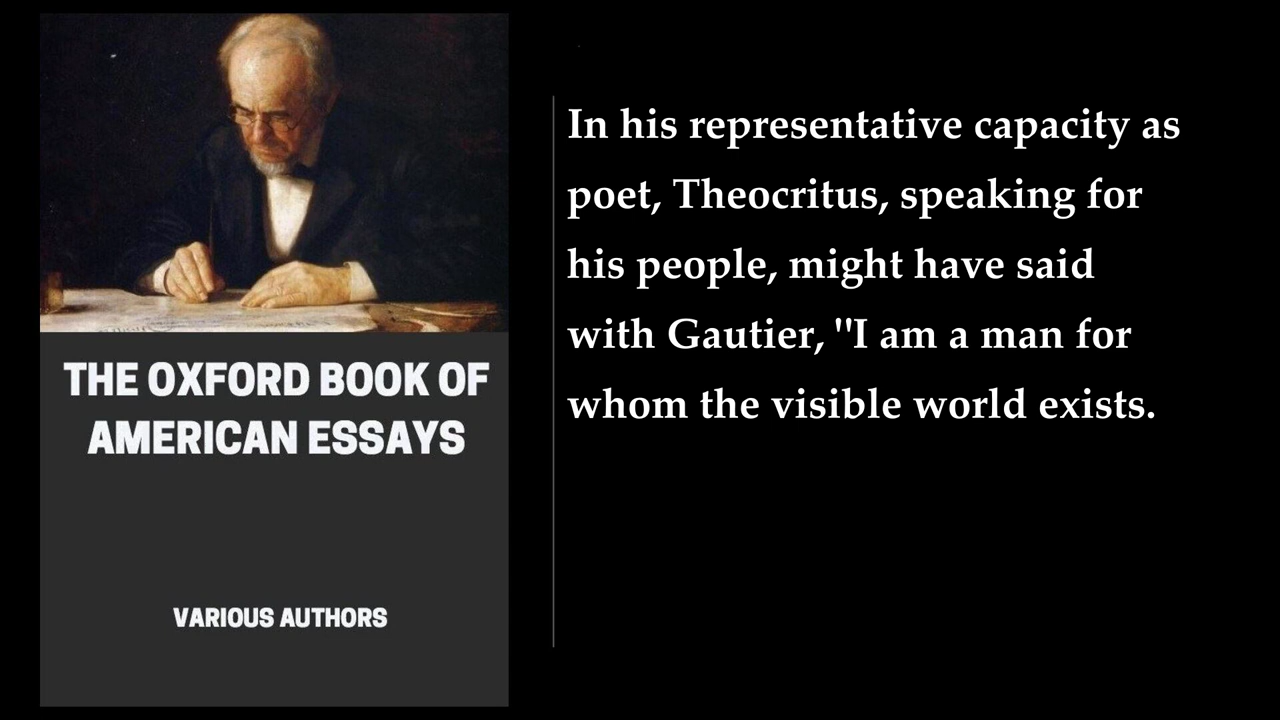 THE OXFORD BOOK OF
AMERICAN ESSAYS
VARIOUS AUTHORS
In his representative capacity as
poet, Theocritus, speaking for
his people, might have said
with Gautier, "I am a man for
whom the visible world exists.